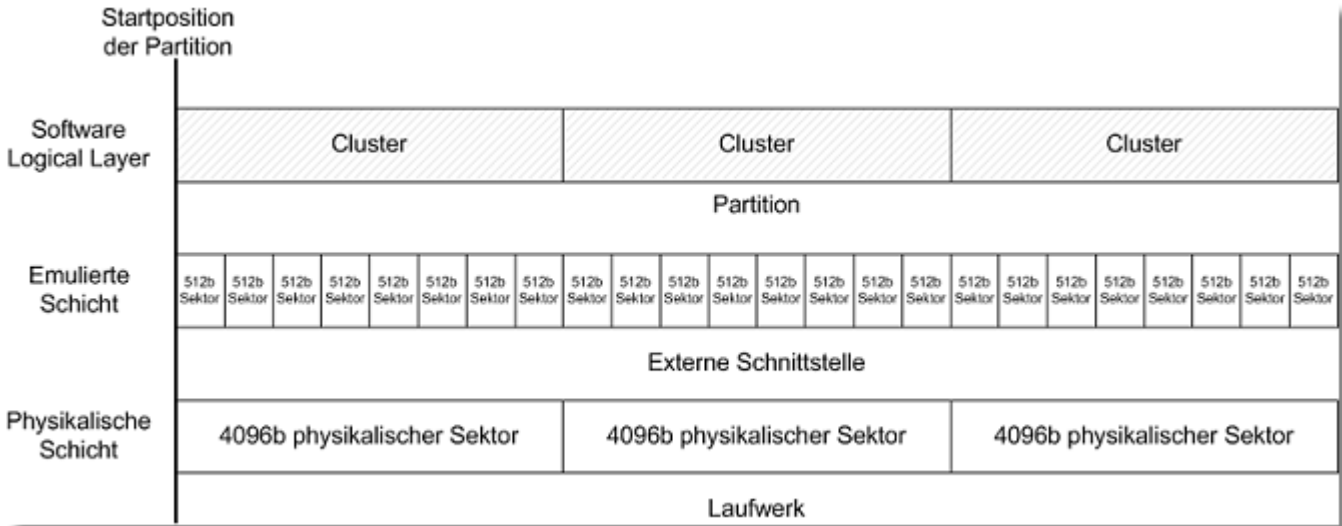 Startposition
der Partition
Software
Logical Layer
Cluster Cluster Cluster
Partition
Emulierte
Schicht
512b 512b 512b 512b 512b 512b 512b 512b 512b 512b 512b 512b 512b 512b 512b 512b 512b 512b 512b 512b 512b 512b 512b 512b
Sektor Sektor Sektor Sektor Sektor Sektor Sektor Sektor Sektor Sektor Sektor Sektor Sektor Sektor Sektor Sektor Sektor Sektor Sektor Sektor Sektor Sektor Sektor Sektor
Externe Schnittstelle
Physikalische
Schicht
4096b physikalischer Sektor 4096b physikalischer Sektor 4096b physikalischer Sektor
Laufwerk